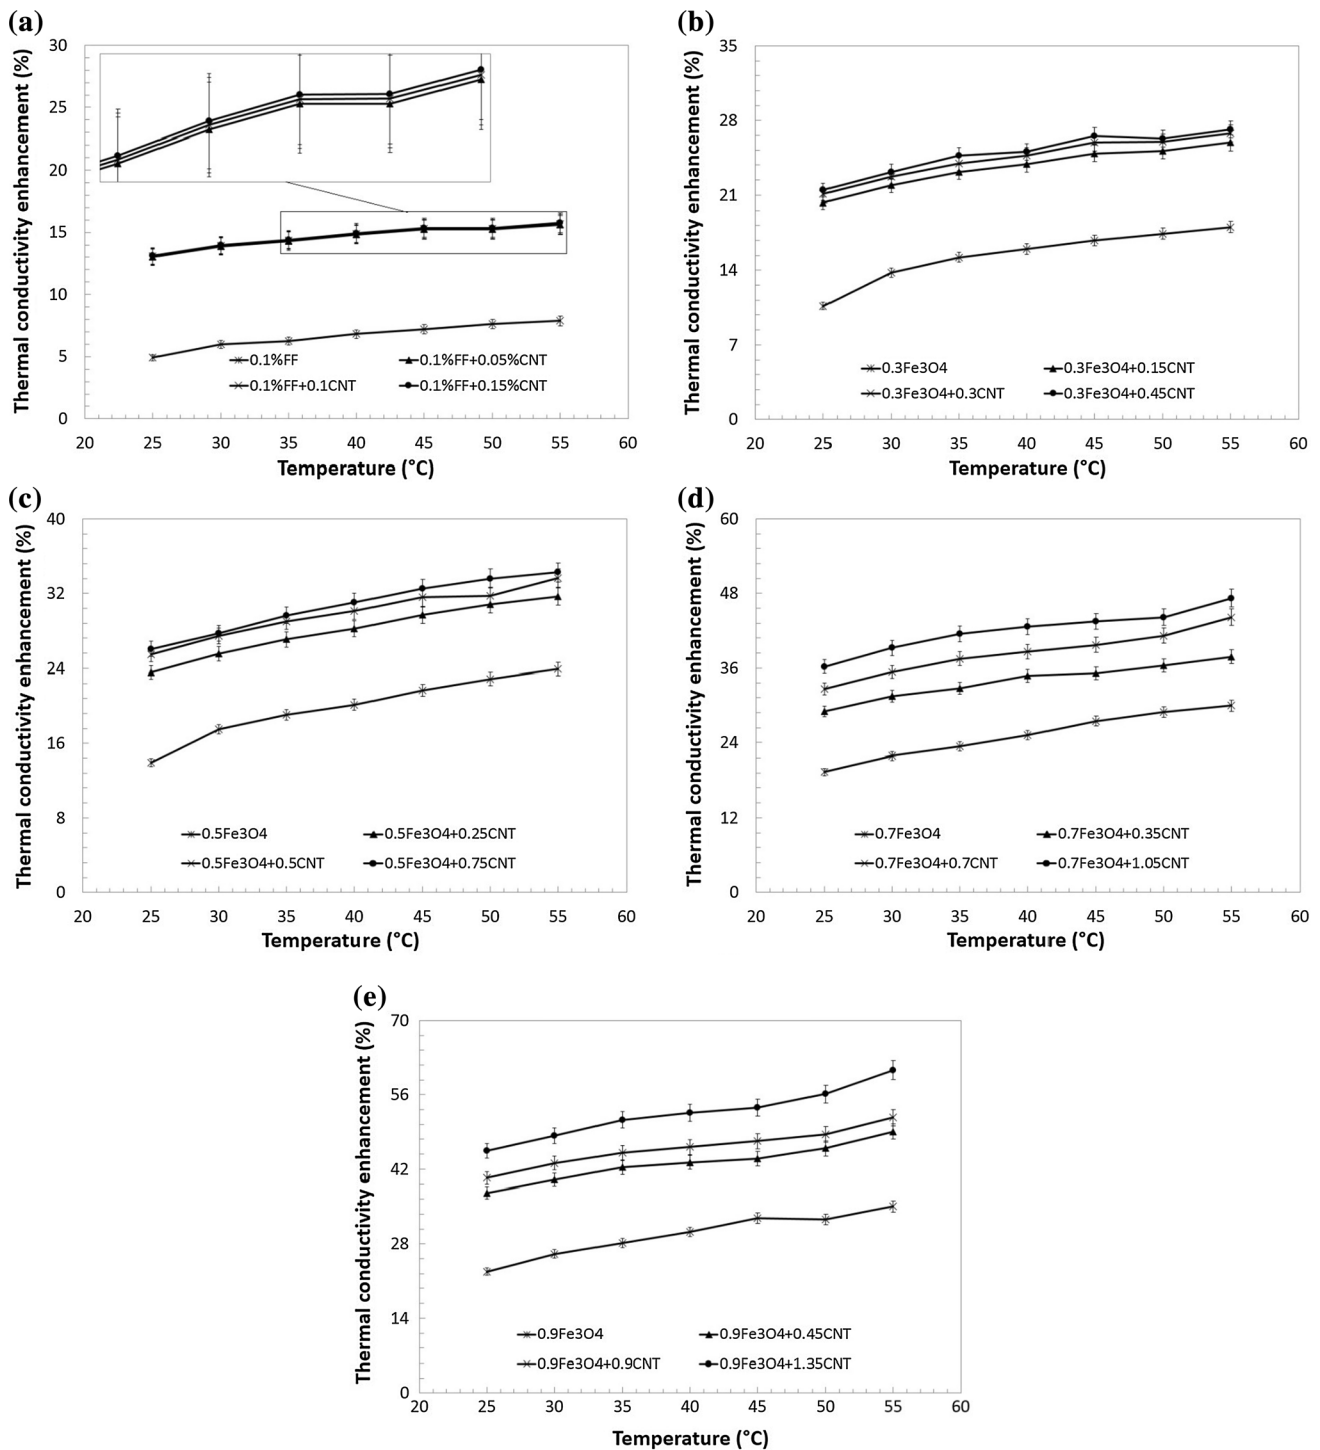 (a)
Thermal conductivity enhancement (%)
30
25
20
15
10
5
0
0.1%FF
0.1%FF+0.05%CNT
0.1%FF+0.1CNT
0.1%FF+0.15%CNT
20 25 30 35 40 45 50 55 60
Temperature (°C)
(b)
Thermal conductivity enhancement (%)
35
28
21
14
7
0
0.3Fe3O4
0.3Fe3O4+0.15CNT
0.3Fe3O4+0.3CNT
0.3Fe3O4+0.45CNT
20 25 30 35 40 45 50 55 60
Temperature (°C)
(c)
Thermal conductivity enhancement (%)
40
32
24
16
8
0
0.5Fe3O4
0.5Fe3O4+0.25CNT
0.5Fe3O4+0.5CNT
0.5Fe3O4+0.75CNT
20 25 30 35 40 45 50 55 60
Temperature (°C)
(d)
Thermal conductivity enhancement (%)
60
48
36
24
12
0
0.7Fe3O4
0.7Fe3O4+0.35CNT
0.7Fe3O4+0.7CNT
0.7Fe3O4+1.05CNT
20 25 30 35 40 45 50 55 60
Temperature (°C)
(e)
Thermal conductivity enhancement (%)
70
56
42
28
14
0
0.9Fe3O4
0.9Fe3O4+0.45CNT
0.9Fe3O4+0.9CNT
0.9Fe3O4+1.35CNT
20 25 30 35 40 45 50 55 60
Temperature (°C)